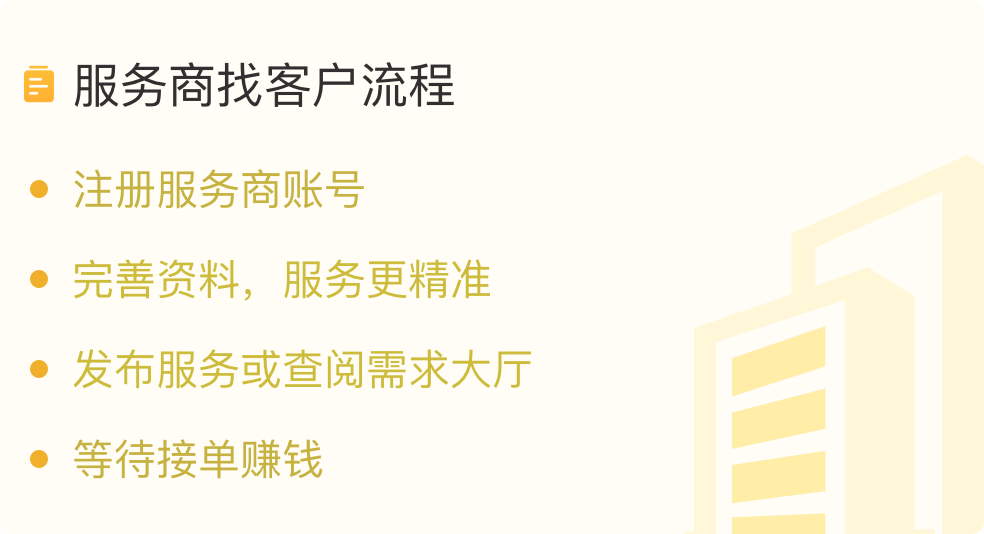 服务商找客户流程
注册服务商账号
完善资料，服务更精准
发布服务或查阅需求大厅
等待接单赚钱